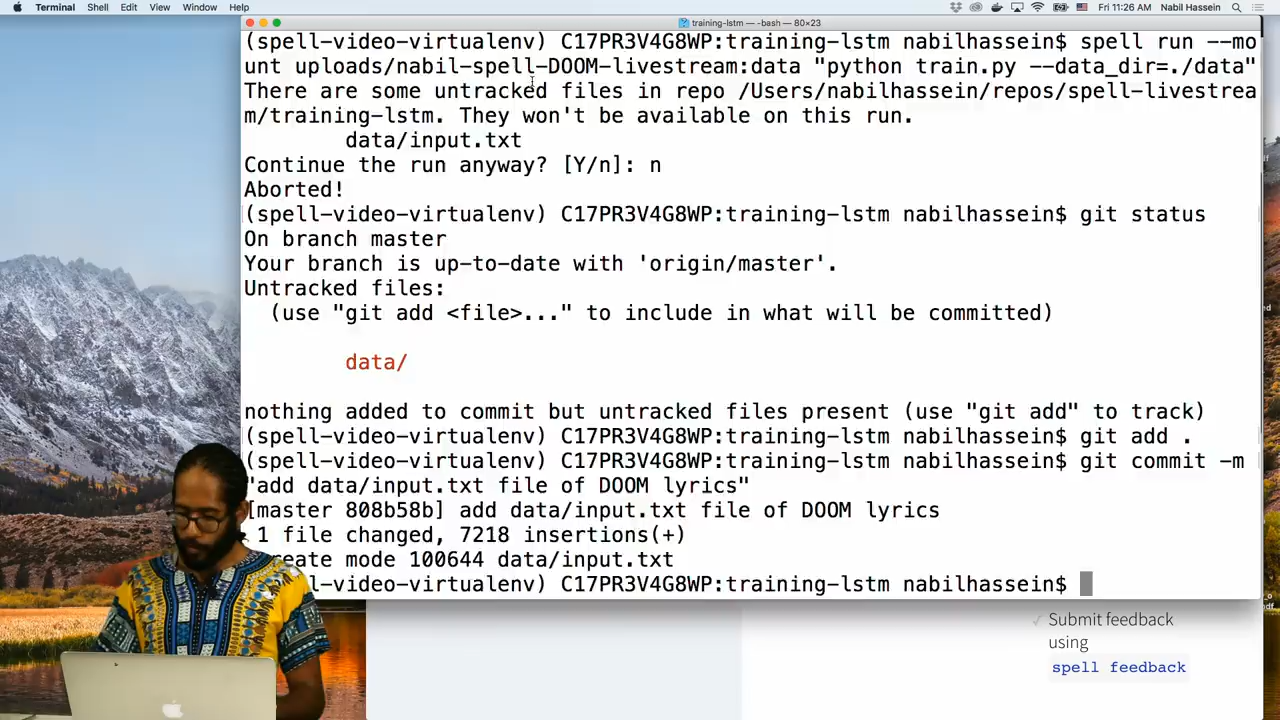 Terminal Shell Edit View Window Help Fri 11:26 AM Nabil Hassein
training-lstm — -bash — 80×23
(spell-video-virtualenv) C17PR3V4G8WP:training-lstm nabilhassein$ spell run --mo
unt uploads/nabil-spell-DOOM-livestream:data "python train.py --data_dir=./data"
There are some untracked files in repo /Users/nabilhassein/repos/spell-livestrea
m/training-lstm. They won't be available on this run.
data/input.txt
Continue the run anyway? [Y/n]: n
Aborted!
(spell-video-virtualenv) C17PR3V4G8WP:training-lstm nabilhassein$ git status
On branch master
Your branch is up-to-date with 'origin/master'.
Untracked files:
(use "git add <file>..." to include in what will be committed)
data/
nothing added to commit but untracked files present (use "git add" to track)
(spell-video-virtualenv) C17PR3V4G8WP:training-lstm nabilhassein$ git add .
(spell-video-virtualenv) C17PR3V4G8WP:training-lstm nabilhassein$ git commit -m
"add data/input.txt file of DOOM lyrics"
[master 808b58b] add data/input.txt file of DOOM lyrics
1 file changed, 7218 insertions(+)
reate mode 100644 data/input.txt
ll-video-virtualenv) C17PR3V4G8WP:training-lstm nabilhassein$
Submit feedback
using
spell feedback